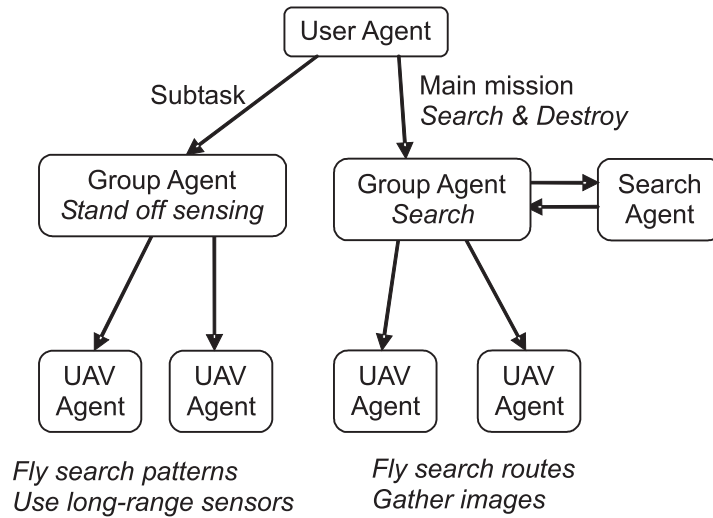 User Agent
Subtask
Main mission
Search & Destroy
Group Agent
Stand off sensing
Group Agent
Search
Search
Agent
UAV
Agent
UAV
Agent
UAV
Agent
UAV
Agent
Fly search patterns
Use long-range sensors
Fly search routes
Gather images